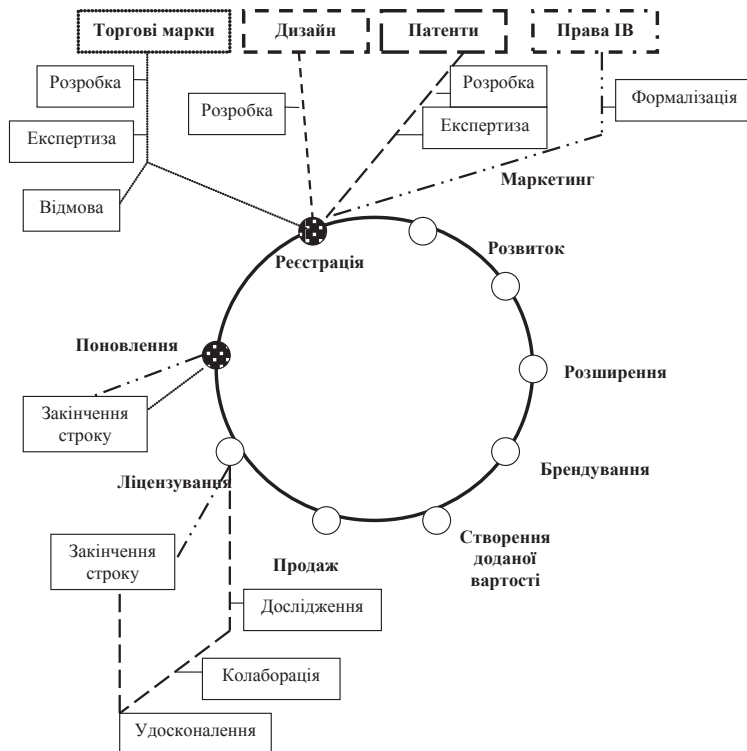 Торгові марки
Дизайн
Патенти
Права ІВ
Розробка
Розробка
Розробка
Формалізація
Експертиза
Експертиза
Маркетинг
Відмова
Розвиток
Реєстрація
Поновлення
Розширення
Закінчення
строку
Брендування
Ліцензування
Створення
доданої
вартості
Закінчення
строку
Продаж
Дослідження
Колаборація
Удосконалення